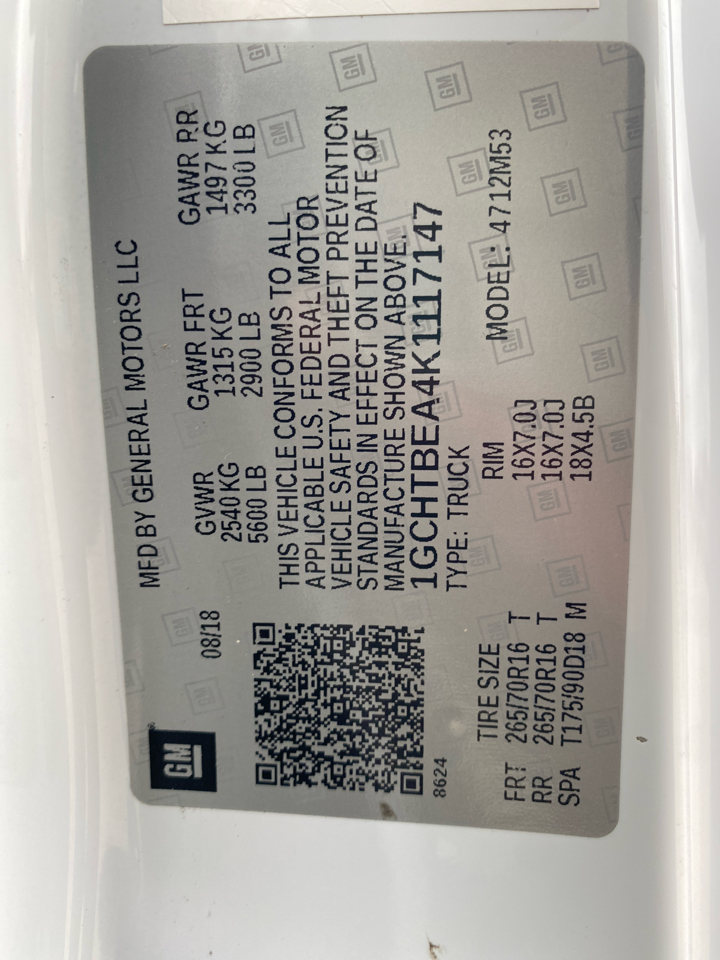 GM
MFD BY GENERAL MOTORS LLC
08/18
GVWR GAWR FRT GAWR RR
2540 KG 1315 KG 1497 KG
5600 LB 2900 LB 3300 LB
THIS VEHICLE CONFORMS TO ALL
APPLICABLE U.S. FEDERAL MOTOR
VEHICLE SAFETY AND THEFT PREVENTION
STANDARDS IN EFFECT ON THE DATE OF
MANUFACTURE SHOWN ABOVE.
1GCHTBEA4K1117147
8624
TYPE: TRUCK
TIRE SIZE RIM MODEL: 4712M53
FRT 265/70R16 T 16X7.0J
RR 265/70R16 T 16X7.0J
SPA T175/90D18 M 18X4.5B